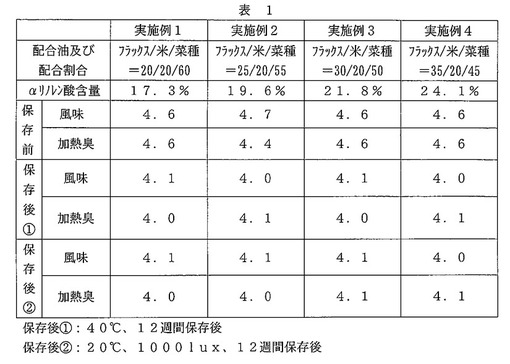 表 1
実施例1 実施例2 実施例3 実施例4
配合油及び ﾌﾗｯｸｽ/米/菜種 ﾌﾗｯｸｽ/米/菜種 ﾌﾗｯｸｽ/米/菜種 ﾌﾗｯｸｽ/米/菜種
配合割合 =20/20/60 =25/20/55 =30/20/50 =35/20/45
αリノレン酸含量 17.3% 19.6% 21.8% 24.1%
保存前 風味 4.6 4.7 4.6 4.6
加熱臭 4.6 4.4 4.6 4.6
保存後① 風味 4.1 4.0 4.1 4.0
加熱臭 4.0 4.1 4.0 4.1
保存後② 風味 4.1 4.1 4.1 4.0
加熱臭 4.0 4.0 4.1 4.1
保存後①:40℃、12週間保存後
保存後②:20℃、1000lux、12週間保存後